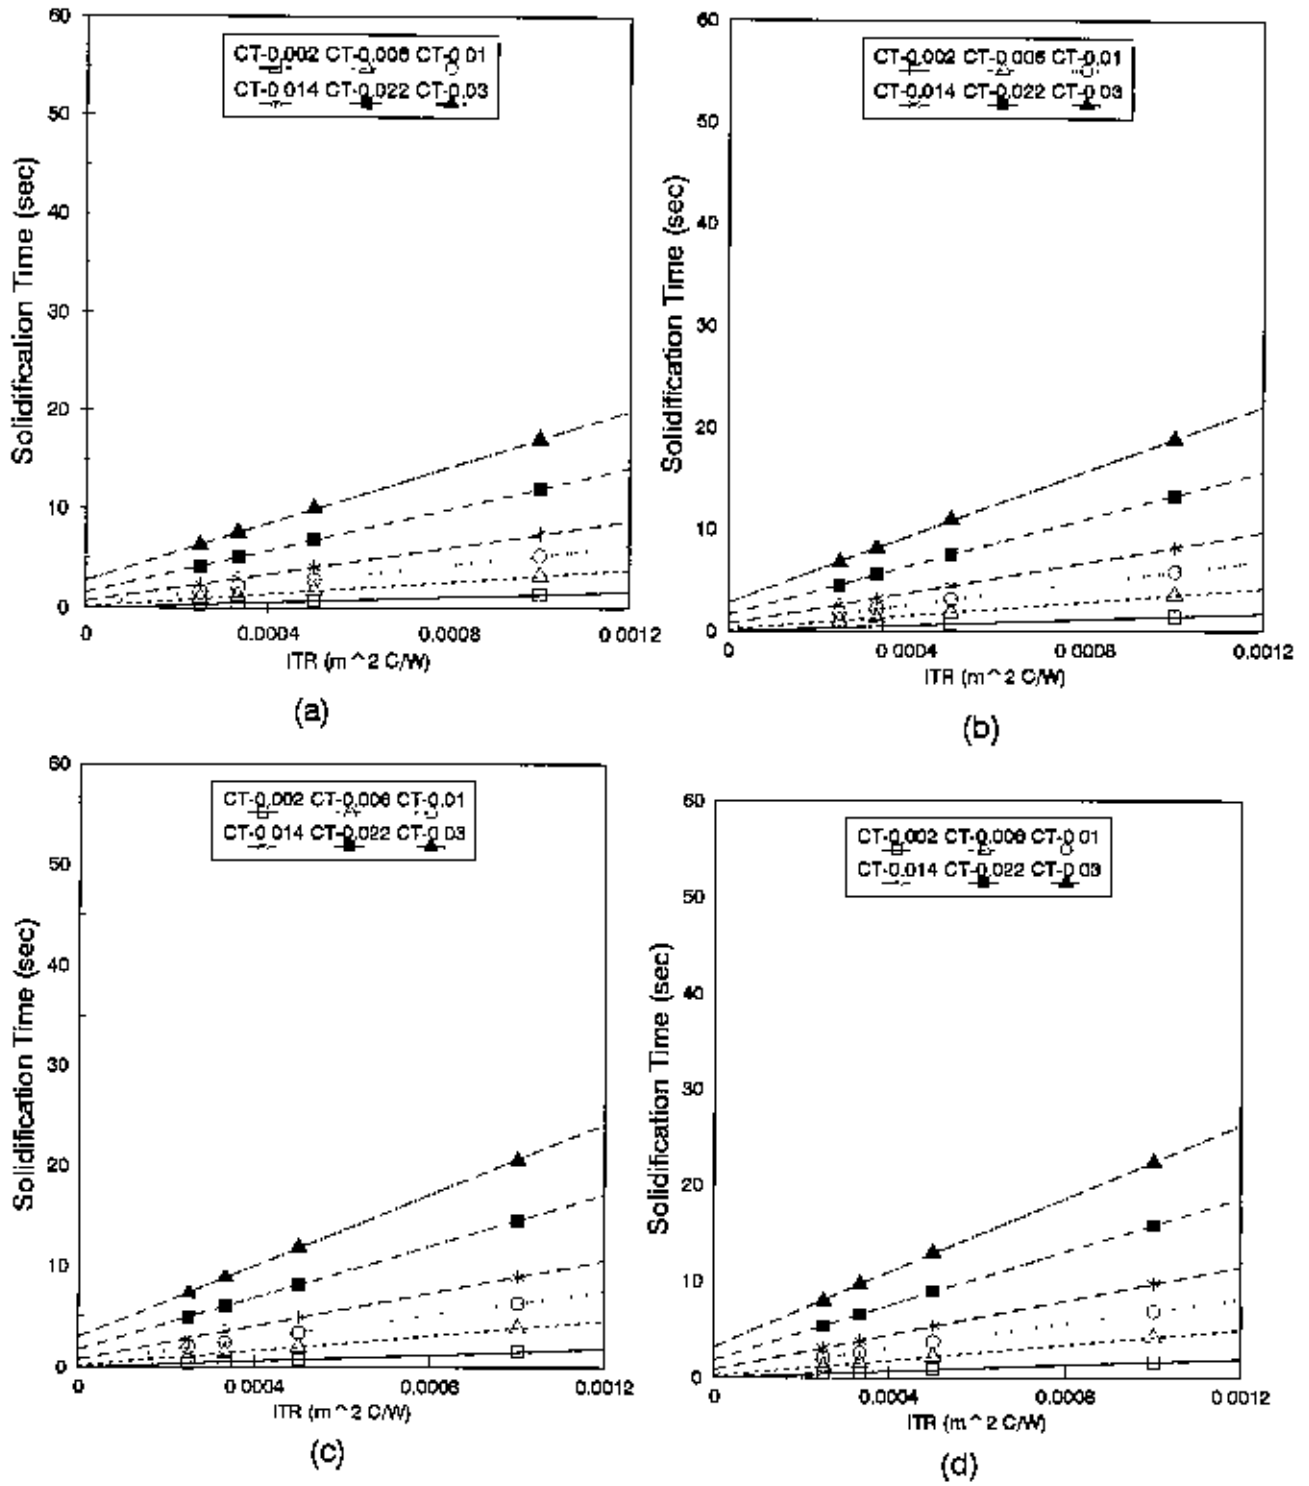 60
CT-0.002 CT-0.006 CT-0.01
CT-0.014 CT-0.022 CT-0.03
50
40
30
20
10
0
Solidification Time (sec)
0 0.0004 0.0008 0.0012
ITR (m^2 C/W)
(a)
60
CT-0.002 CT-0.006 CT-0.01
CT-0.014 CT-0.022 CT-0.03
50
40
30
20
10
0
Solidification Time (sec)
0 0.0004 0.0008 0.0012
ITR (m^2 C/W)
(b)
60
CT-0.002 CT-0.006 CT-0.01
CT-0.014 CT-0.022 CT-0.03
50
40
30
20
10
0
Solidification Time (sec)
0 0.0004 0.0008 0.0012
ITR (m^2 C/W)
(c)
60
CT-0.002 CT-0.006 CT-0.01
CT-0.014 CT-0.022 CT-0.03
50
40
30
20
10
0
Solidification Time (sec)
0 0.0004 0.0008 0.0012
ITR (m^2 C/W)
(d)